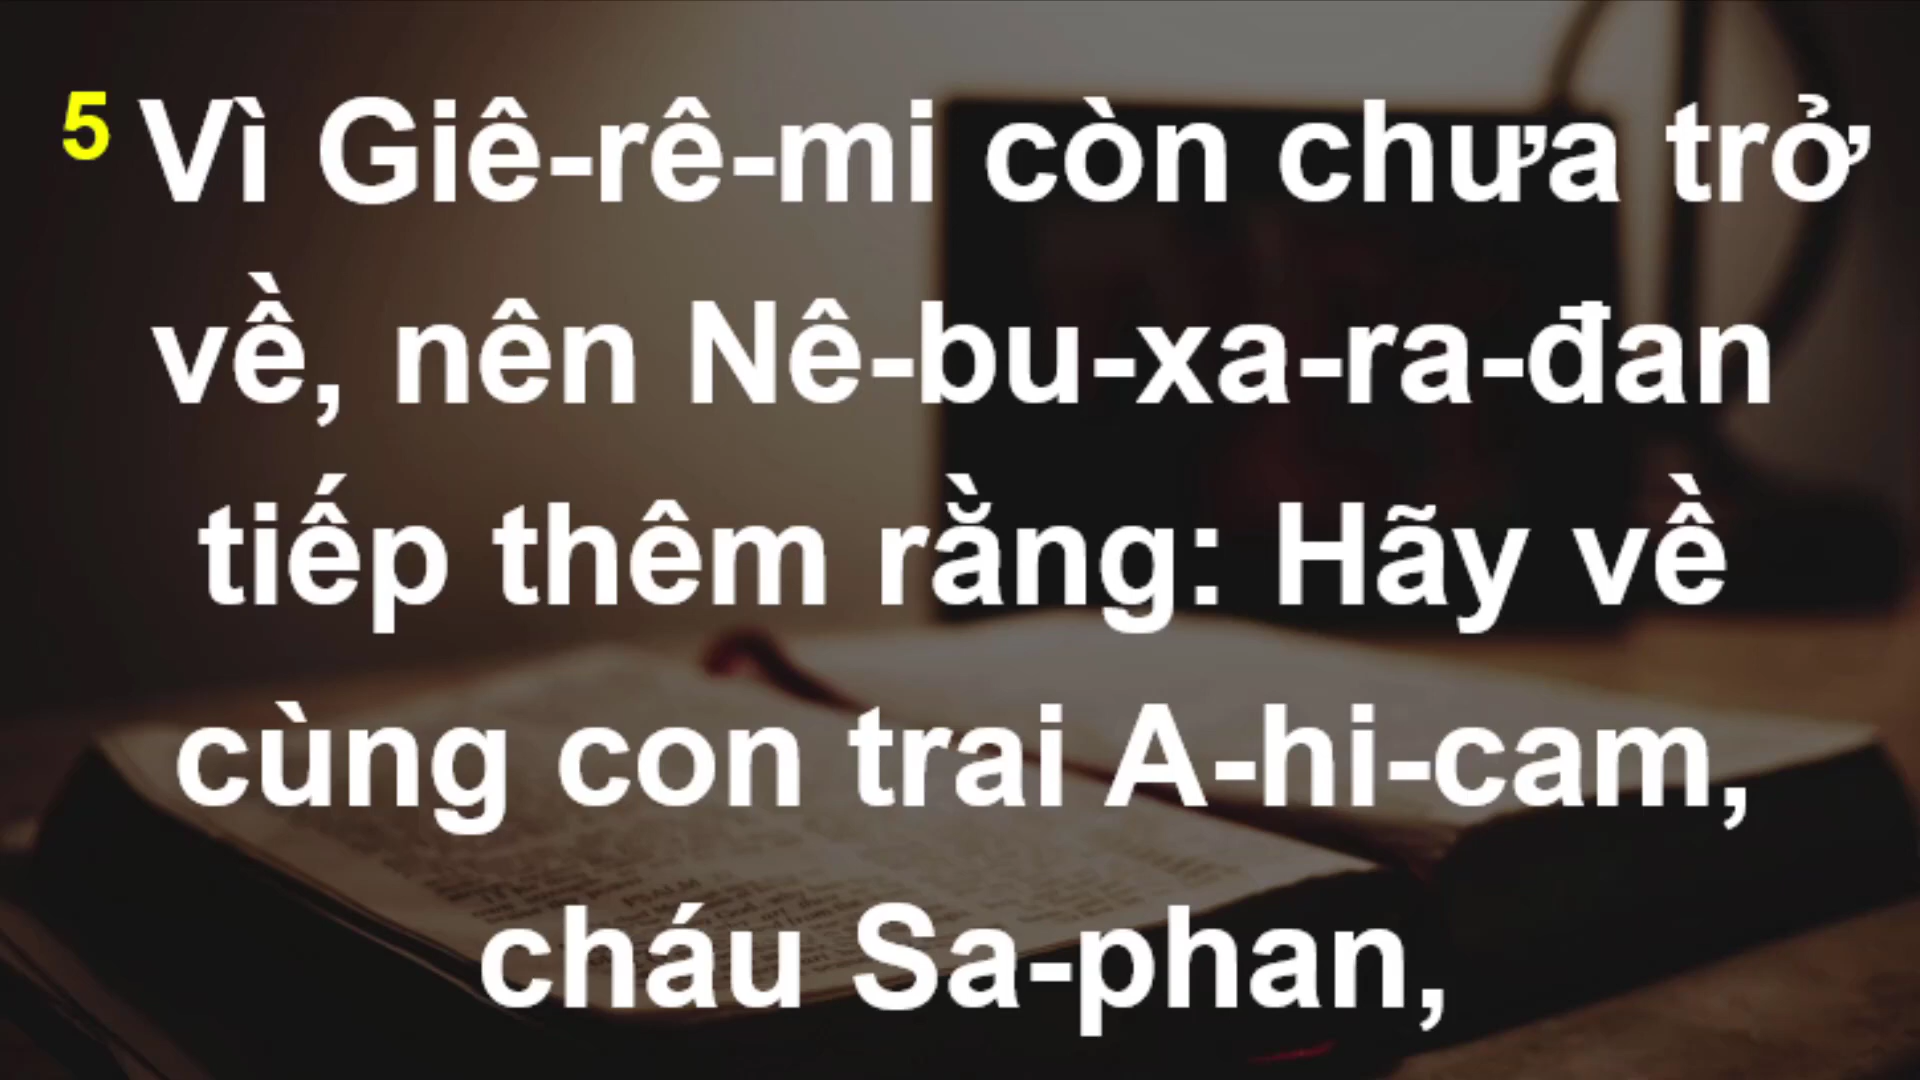 5 Vì Giê-rê-mi còn chưa trở
về, nên Nê-bu-xa-ra-đan
tiếp thêm rằng: Hãy về
cùng con trai A-hi-cam,
cháu Sa-phan,